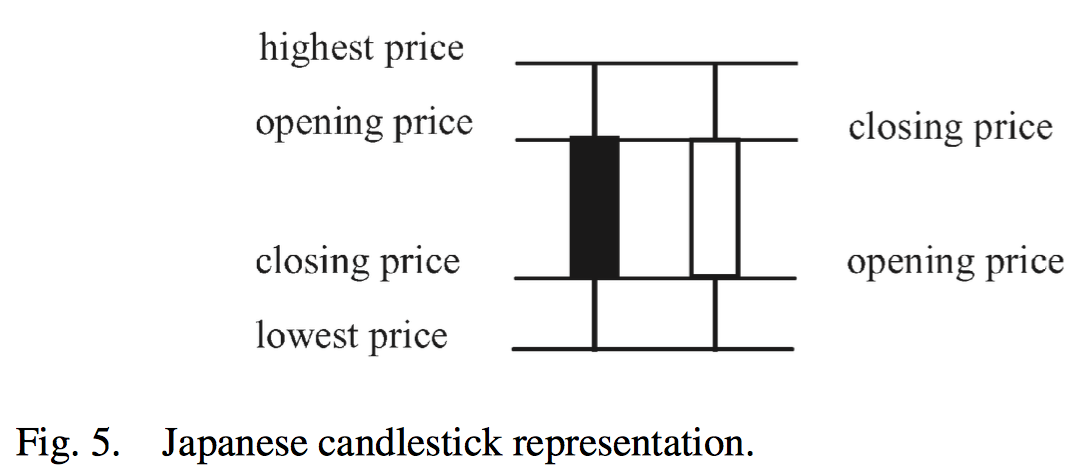 highest price
opening price
closing price
closing price
opening price
lowest price
Fig. 5. Japanese candlestick representation.